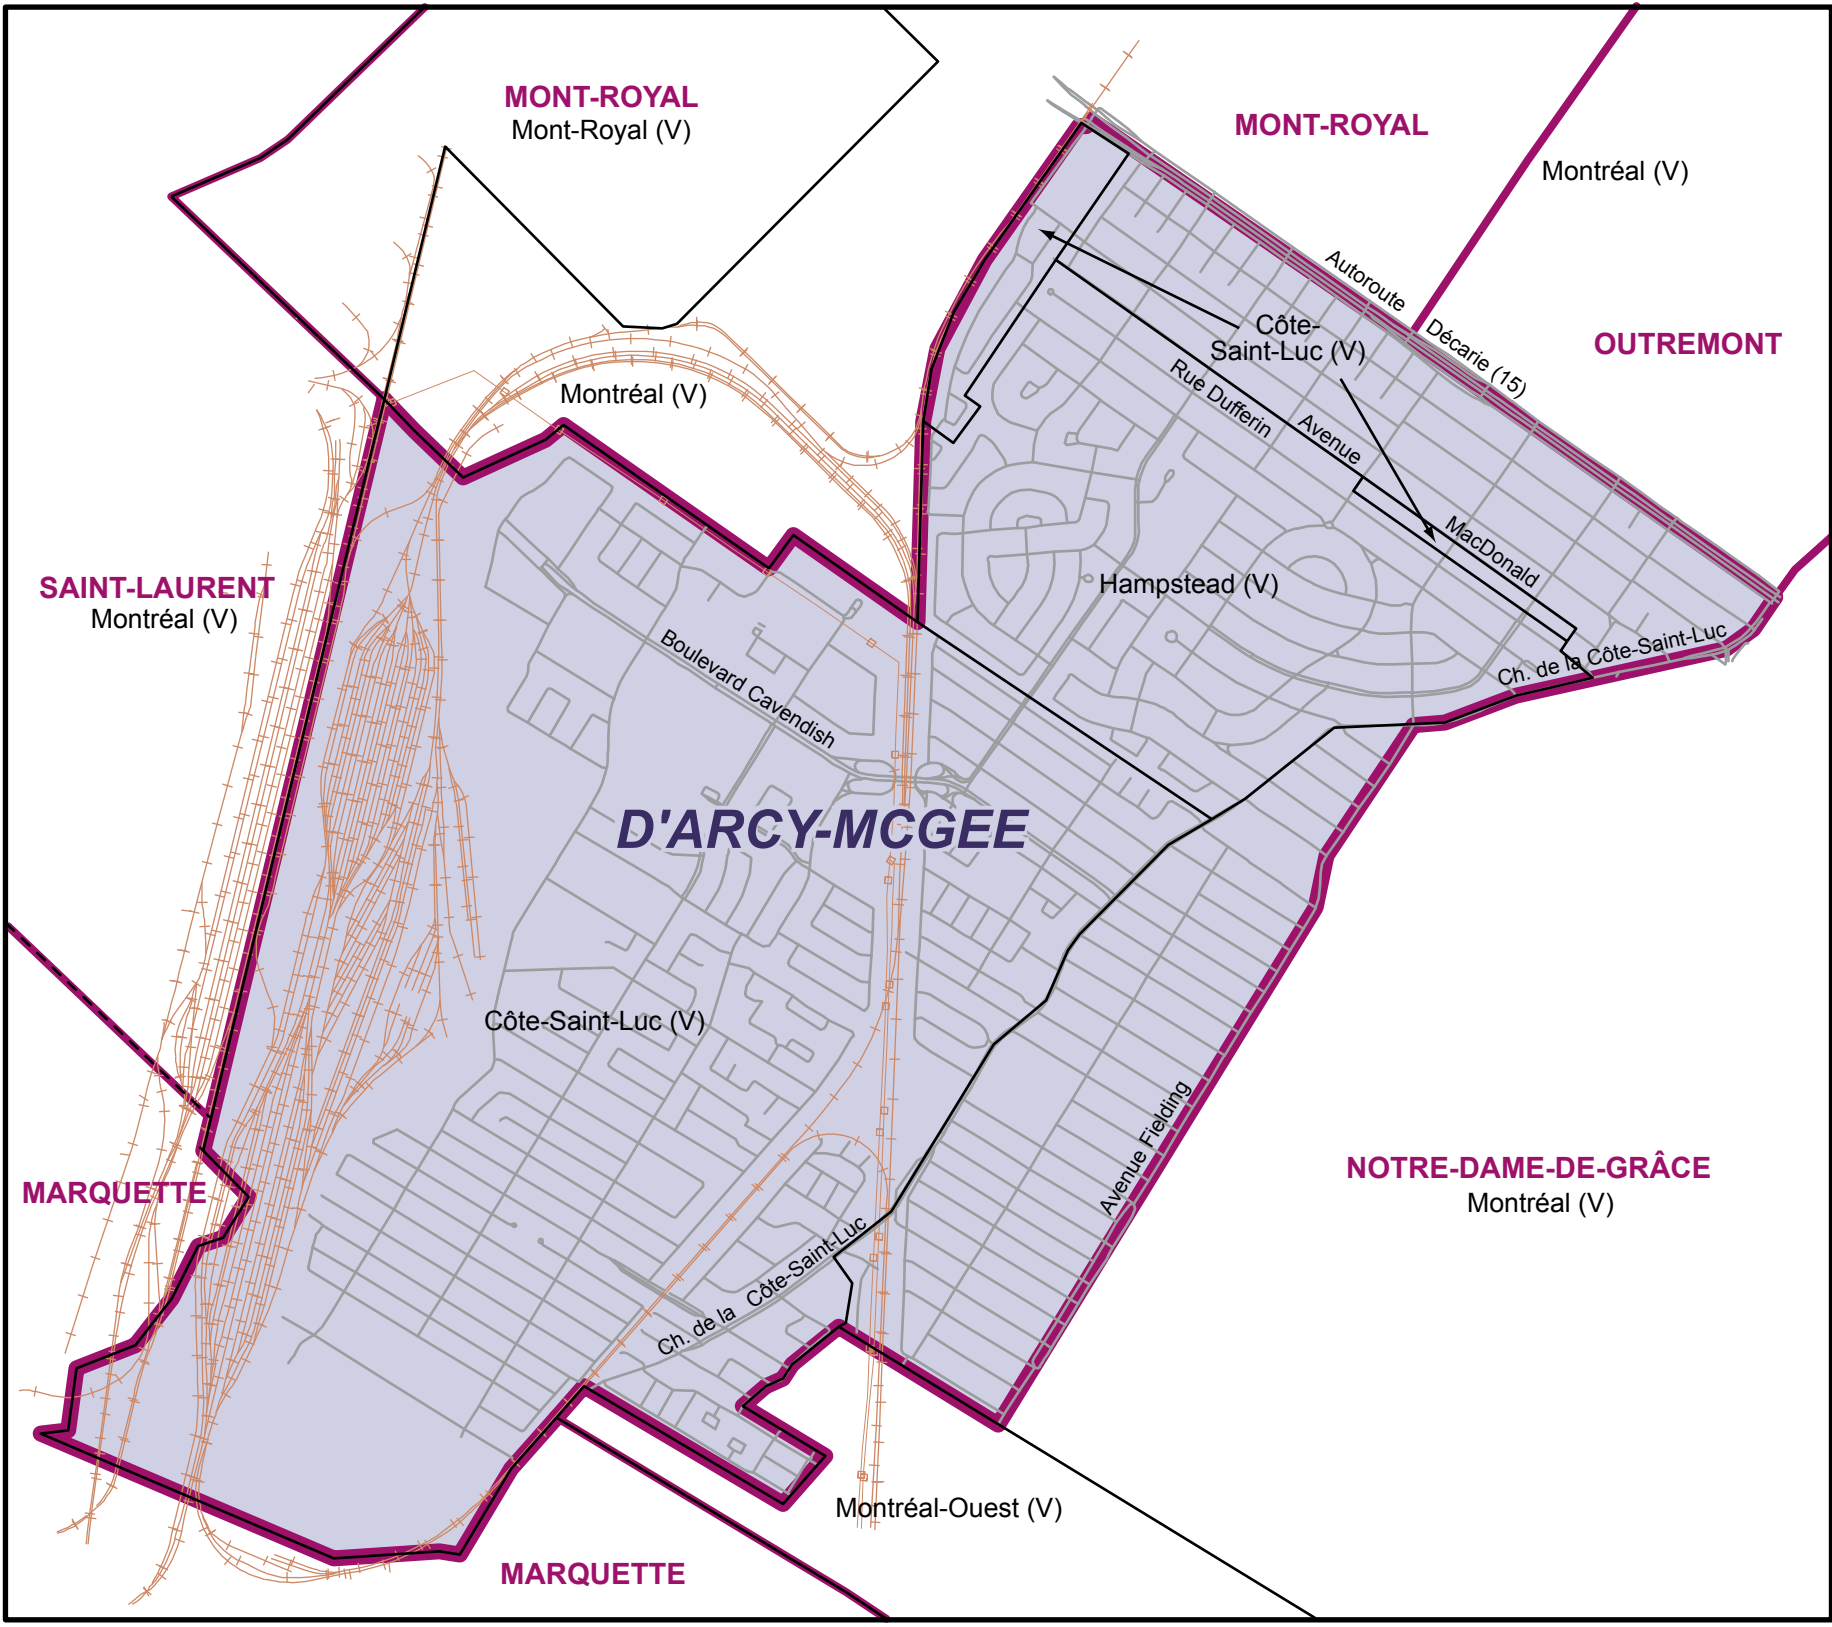 MONT-ROYAL
Mont-Royal (V)
MONT-ROYAL
Montréal (V)
Autoroute Décarie (15)
Côte-
Saint-Luc (V)
OUTREMONT
Rue Dufferin
Avenue MacDonald
Montréal (V)
SAINT-LAURENT
Montréal (V)
Hampstead (V)
Boulevard Cavendish
Ch. de la Côte-Saint-Luc
D'ARCY-MCGEE
Côte-Saint-Luc (V)
Avenue Fielding
NOTRE-DAME-DE-GRÂCE
Montréal (V)
MARQUETTE
Ch. de la Côte-Saint-Luc
Montréal-Ouest (V)
MARQUETTE